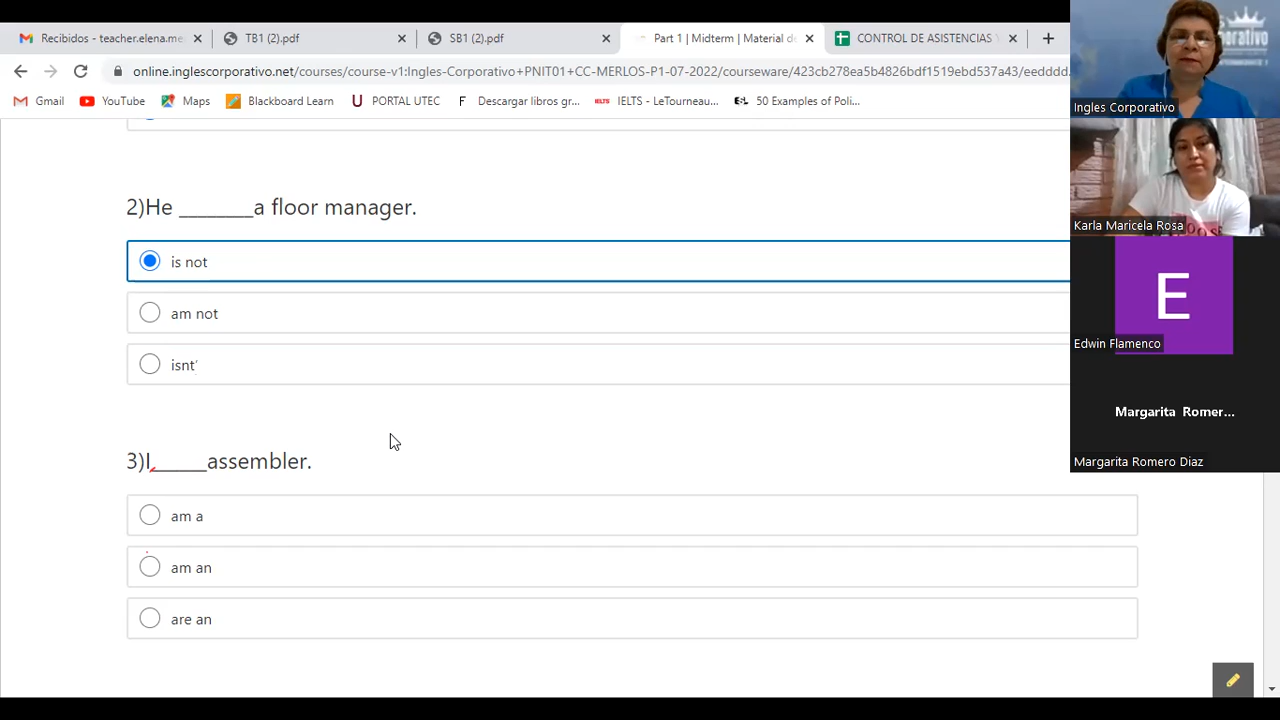 Recibidos - teacher.elena.me
TB1 (2).pdf
SB1 (2).pdf
Part 1 | Midterm | Material de
CONTROL DE ASISTENCIAS
online.inglescorporativo.net/courses/course-v1:Ingles-Corporativo+PNIT01+CC-MERLOS-P1-07-2022/courseware/423cb278ea5b4826bdf1519ebd537a43/eedddd
Gmail
YouTube
Maps
Blackboard Learn
PORTAL UTEC
Descargar libros gr...
IELTS - LeTourneau...
50 Examples of Poli...
2)He ________a floor manager.
is not
am not
isnt'
3)I______assembler.
am a
am an
are an
Ingles Corporativo
Karla Maricela Rosa
E
Edwin Flamenco
Margarita Romer...
Margarita Romero Diaz